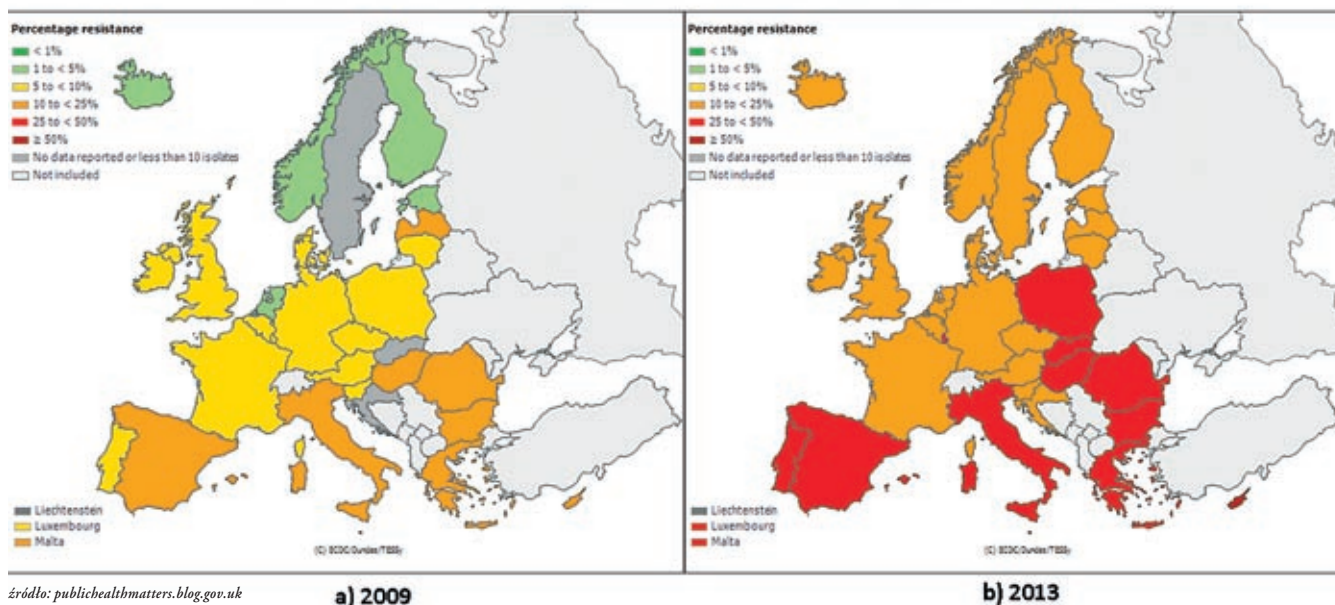 Percentage resistance
< 1%
1 to < 5%
5 to < 10%
10 to < 25%
25 to < 50%
≥ 50%
No data reported or less than 10 isolates
Not included
Liechtenstein
Luxembourg
Malta
(C) ECDC/Dundas/TESSy
Percentage resistance
< 1%
1 to < 5%
5 to < 10%
10 to < 25%
25 to < 50%
≥ 50%
No data reported or less than 10 isolates
Not included
Liechtenstein
Luxembourg
Malta
(C) ECDC/Dundas/TESSy
źródło: publichealthmatters.blog.gov.uk
a) 2009
b) 2013